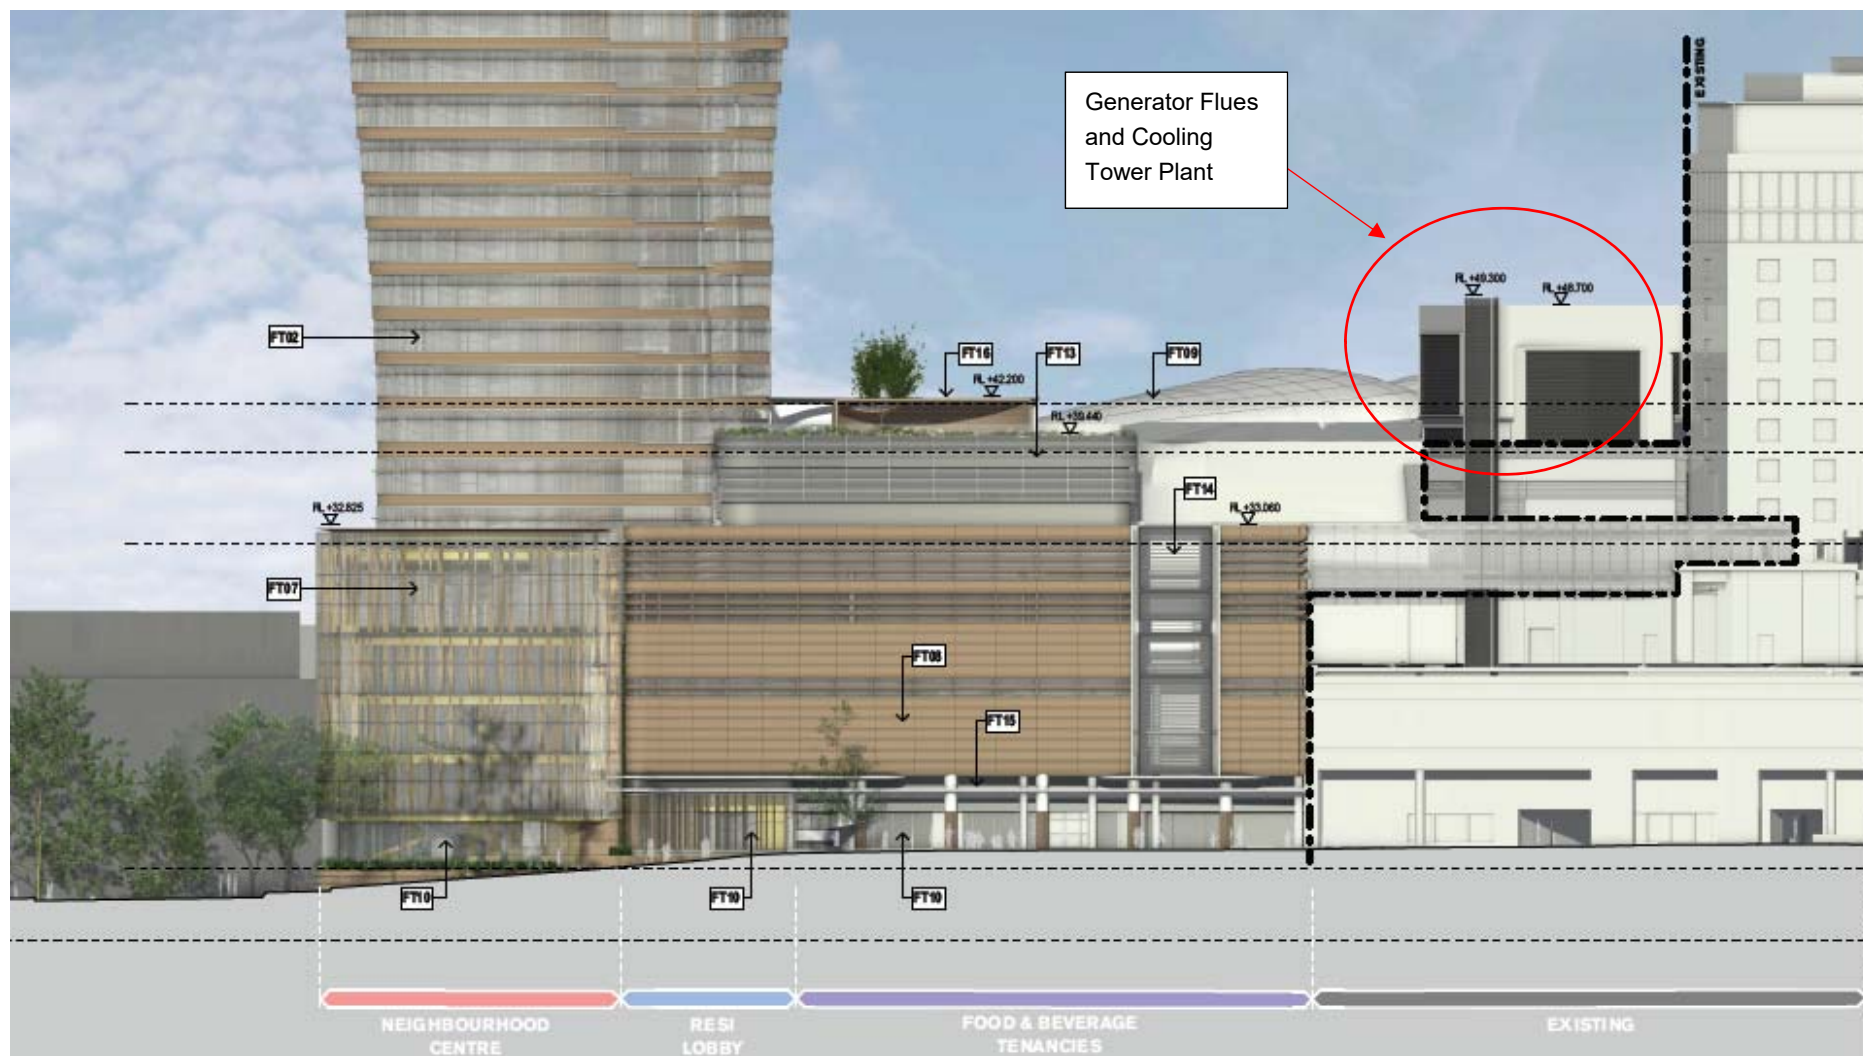 EXISTING
Generator Flues
and Cooling
Tower Plant
RL +49.300
RL +48.700
FT02
FT16
FT13
FT09
RL +42.200
RL +39.440
FT14
RL +32.825
RL +33.060
FT07
FT08
FT15
FT10
FT10
FT10
NEIGHBOURHOOD
CENTRE
RESI
LOBBY
FOOD & BEVERAGE
TENANCIES
EXISTING